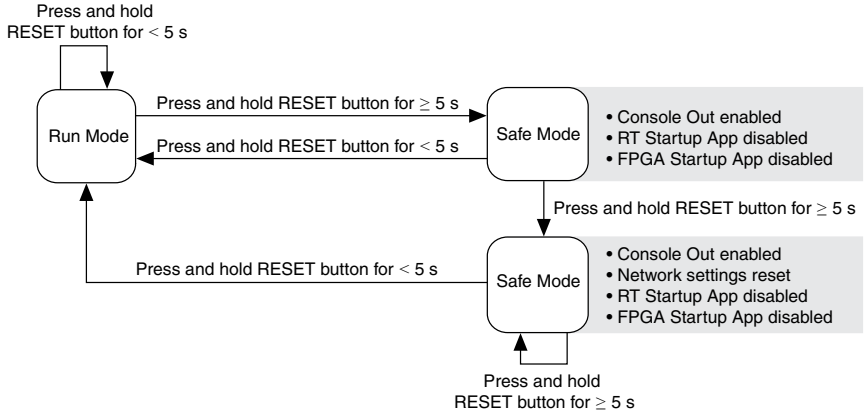 Press and hold
RESET button for < 5 s
Run Mode
Press and hold RESET button for ≥ 5 s
Press and hold RESET button for < 5 s
Safe Mode
• Console Out enabled
• RT Startup App disabled
• FPGA Startup App disabled
Press and hold RESET button for ≥ 5 s
Press and hold RESET button for < 5 s
Safe Mode
• Console Out enabled
• Network settings reset
• RT Startup App disabled
• FPGA Startup App disabled
Press and hold
RESET button for ≥ 5 s